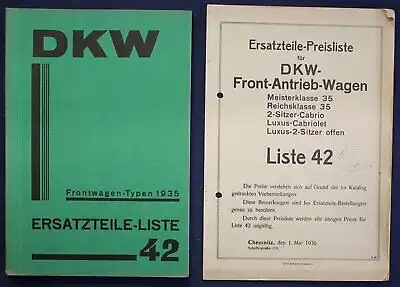 DKW
Frontwagen-Typen 1935
ERSATZTEILE-LISTE
42
Ersatzteile-Preisliste
für
DKW-
Front-Antrieb-Wagen
Meisterklasse 35
Reichsklasse 35
2-Sitzer-Cabrio
Luxus-Cabriolet
Luxus-2-Sitzer offen
Liste 42
Die Preise verstehen sich auf Grund der im Katalog
gedruckten Vorbemerkungen.
Diese Bemerkungen sind bei Ersatzteile-Bestellungen
genau zu beachten.
Durch diese Preisliste werden alle übrigen Preise für
Liste 42 ungültig.
Chemnitz, den 1. Mai 1936.